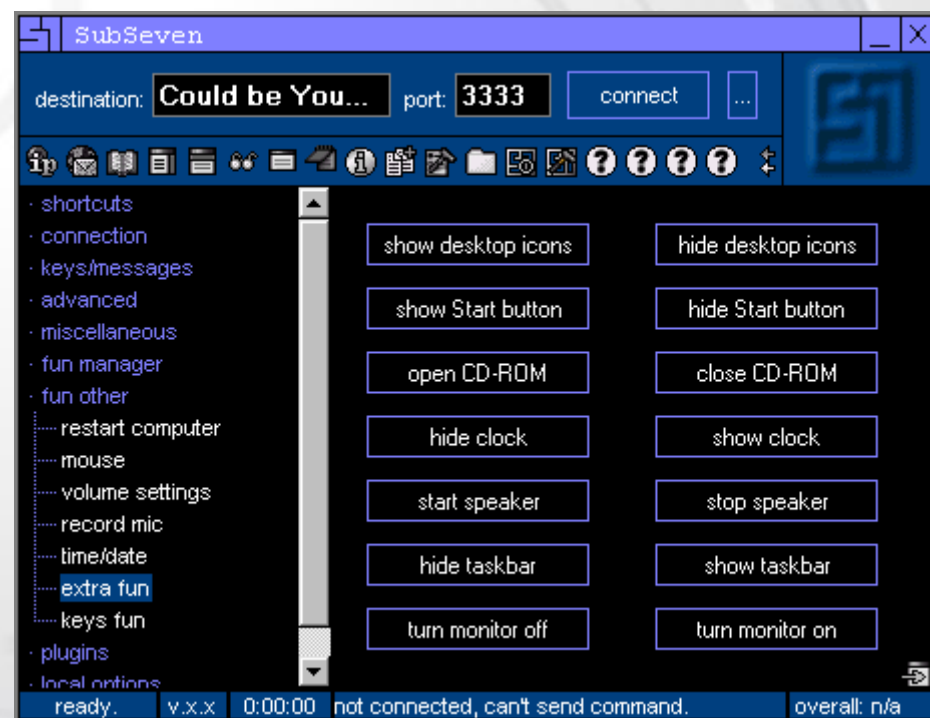 SubSeven
destination: Could be You... port: 3333 connect ...
ip
· shortcuts
· connection
· keys/messages
· advanced
· miscellaneous
· fun manager
· fun other
restart computer
mouse
volume settings
record mic
time/date
extra fun
keys fun
· plugins
· local options
show desktop icons hide desktop icons
show Start button hide Start button
open CD-ROM close CD-ROM
hide clock show clock
start speaker stop speaker
hide taskbar show taskbar
turn monitor off turn monitor on
ready. v.x.x 0:00:00 not connected, can't send command. overall: n/a